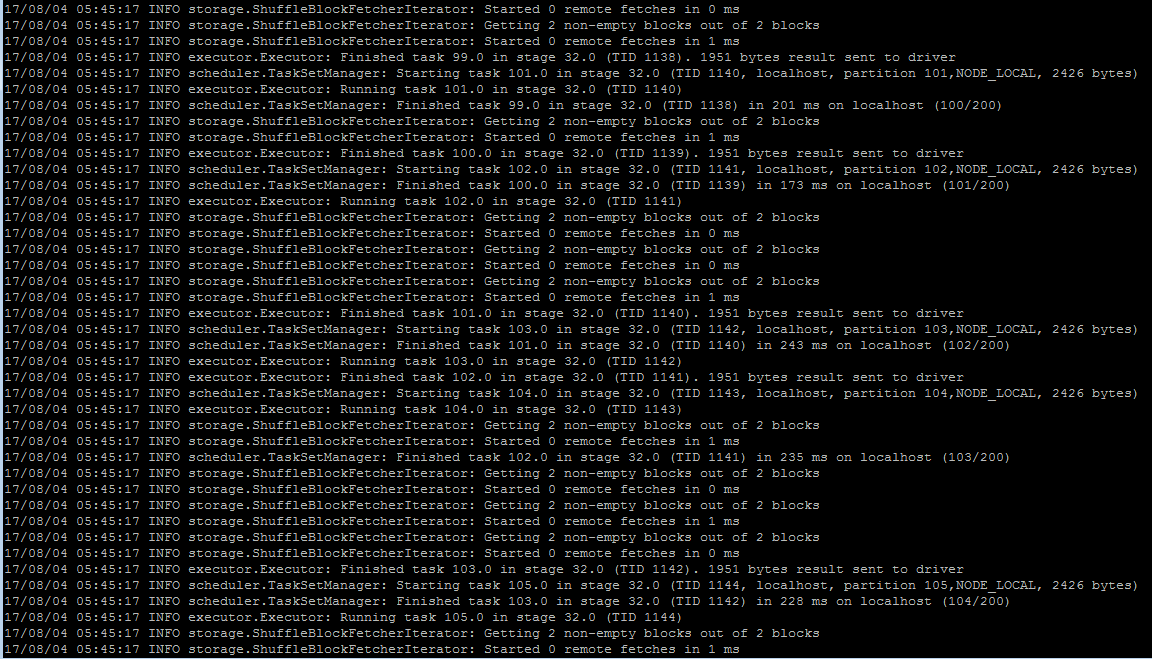 17/08/04 05:45:17 INFO storage.ShuffleBlockFetcherIterator: Started 0 remote fetches in 0 ms
17/08/04 05:45:17 INFO storage.ShuffleBlockFetcherIterator: Getting 2 non-empty blocks out of 2 blocks
17/08/04 05:45:17 INFO storage.ShuffleBlockFetcherIterator: Started 0 remote fetches in 1 ms
17/08/04 05:45:17 INFO executor.Executor: Finished task 99.0 in stage 32.0 (TID 1138). 1951 bytes result sent to driver
17/08/04 05:45:17 INFO scheduler.TaskSetManager: Starting task 101.0 in stage 32.0 (TID 1140, localhost, partition 101,NODE_LOCAL, 2426 bytes)
17/08/04 05:45:17 INFO executor.Executor: Running task 101.0 in stage 32.0 (TID 1140)
17/08/04 05:45:17 INFO scheduler.TaskSetManager: Finished task 99.0 in stage 32.0 (TID 1138) in 201 ms on localhost (100/200)
17/08/04 05:45:17 INFO storage.ShuffleBlockFetcherIterator: Getting 2 non-empty blocks out of 2 blocks
17/08/04 05:45:17 INFO storage.ShuffleBlockFetcherIterator: Started 0 remote fetches in 1 ms
17/08/04 05:45:17 INFO executor.Executor: Finished task 100.0 in stage 32.0 (TID 1139). 1951 bytes result sent to driver
17/08/04 05:45:17 INFO scheduler.TaskSetManager: Starting task 102.0 in stage 32.0 (TID 1141, localhost, partition 102,NODE_LOCAL, 2426 bytes)
17/08/04 05:45:17 INFO scheduler.TaskSetManager: Finished task 100.0 in stage 32.0 (TID 1139) in 173 ms on localhost (101/200)
17/08/04 05:45:17 INFO executor.Executor: Running task 102.0 in stage 32.0 (TID 1141)
17/08/04 05:45:17 INFO storage.ShuffleBlockFetcherIterator: Getting 2 non-empty blocks out of 2 blocks
17/08/04 05:45:17 INFO storage.ShuffleBlockFetcherIterator: Started 0 remote fetches in 0 ms
17/08/04 05:45:17 INFO storage.ShuffleBlockFetcherIterator: Getting 2 non-empty blocks out of 2 blocks
17/08/04 05:45:17 INFO storage.ShuffleBlockFetcherIterator: Started 0 remote fetches in 0 ms
17/08/04 05:45:17 INFO storage.ShuffleBlockFetcherIterator: Getting 2 non-empty blocks out of 2 blocks
17/08/04 05:45:17 INFO storage.ShuffleBlockFetcherIterator: Started 0 remote fetches in 1 ms
17/08/04 05:45:17 INFO executor.Executor: Finished task 101.0 in stage 32.0 (TID 1140). 1951 bytes result sent to driver
17/08/04 05:45:17 INFO scheduler.TaskSetManager: Starting task 103.0 in stage 32.0 (TID 1142, localhost, partition 103,NODE_LOCAL, 2426 bytes)
17/08/04 05:45:17 INFO scheduler.TaskSetManager: Finished task 101.0 in stage 32.0 (TID 1140) in 243 ms on localhost (102/200)
17/08/04 05:45:17 INFO executor.Executor: Running task 103.0 in stage 32.0 (TID 1142)
17/08/04 05:45:17 INFO executor.Executor: Finished task 102.0 in stage 32.0 (TID 1141). 1951 bytes result sent to driver
17/08/04 05:45:17 INFO scheduler.TaskSetManager: Starting task 104.0 in stage 32.0 (TID 1143, localhost, partition 104,NODE_LOCAL, 2426 bytes)
17/08/04 05:45:17 INFO executor.Executor: Running task 104.0 in stage 32.0 (TID 1143)
17/08/04 05:45:17 INFO storage.ShuffleBlockFetcherIterator: Getting 2 non-empty blocks out of 2 blocks
17/08/04 05:45:17 INFO storage.ShuffleBlockFetcherIterator: Started 0 remote fetches in 1 ms
17/08/04 05:45:17 INFO scheduler.TaskSetManager: Finished task 102.0 in stage 32.0 (TID 1141) in 235 ms on localhost (103/200)
17/08/04 05:45:17 INFO storage.ShuffleBlockFetcherIterator: Getting 2 non-empty blocks out of 2 blocks
17/08/04 05:45:17 INFO storage.ShuffleBlockFetcherIterator: Started 0 remote fetches in 0 ms
17/08/04 05:45:17 INFO storage.ShuffleBlockFetcherIterator: Getting 2 non-empty blocks out of 2 blocks
17/08/04 05:45:17 INFO storage.ShuffleBlockFetcherIterator: Started 0 remote fetches in 1 ms
17/08/04 05:45:17 INFO storage.ShuffleBlockFetcherIterator: Getting 2 non-empty blocks out of 2 blocks
17/08/04 05:45:17 INFO storage.ShuffleBlockFetcherIterator: Started 0 remote fetches in 0 ms
17/08/04 05:45:17 INFO executor.Executor: Finished task 103.0 in stage 32.0 (TID 1142). 1951 bytes result sent to driver
17/08/04 05:45:17 INFO scheduler.TaskSetManager: Starting task 105.0 in stage 32.0 (TID 1144, localhost, partition 105,NODE_LOCAL, 2426 bytes)
17/08/04 05:45:17 INFO scheduler.TaskSetManager: Finished task 103.0 in stage 32.0 (TID 1142) in 228 ms on localhost (104/200)
17/08/04 05:45:17 INFO executor.Executor: Running task 105.0 in stage 32.0 (TID 1144)
17/08/04 05:45:17 INFO storage.ShuffleBlockFetcherIterator: Getting 2 non-empty blocks out of 2 blocks
17/08/04 05:45:17 INFO storage.ShuffleBlockFetcherIterator: Started 0 remote fetches in 1 ms